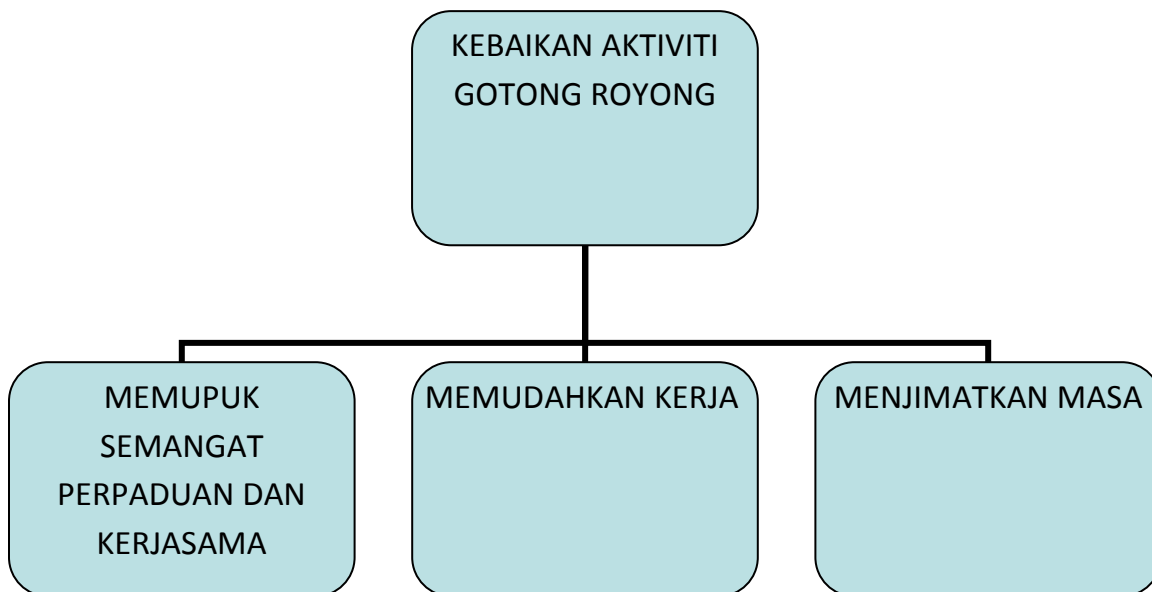 KEBAIKAN AKTIVITI
GOTONG ROYONG
MEMUPUK
SEMANGAT
PERPADUAN DAN
KERJASAMA
MEMUDAHKAN KERJA
MENJIMATKAN MASA